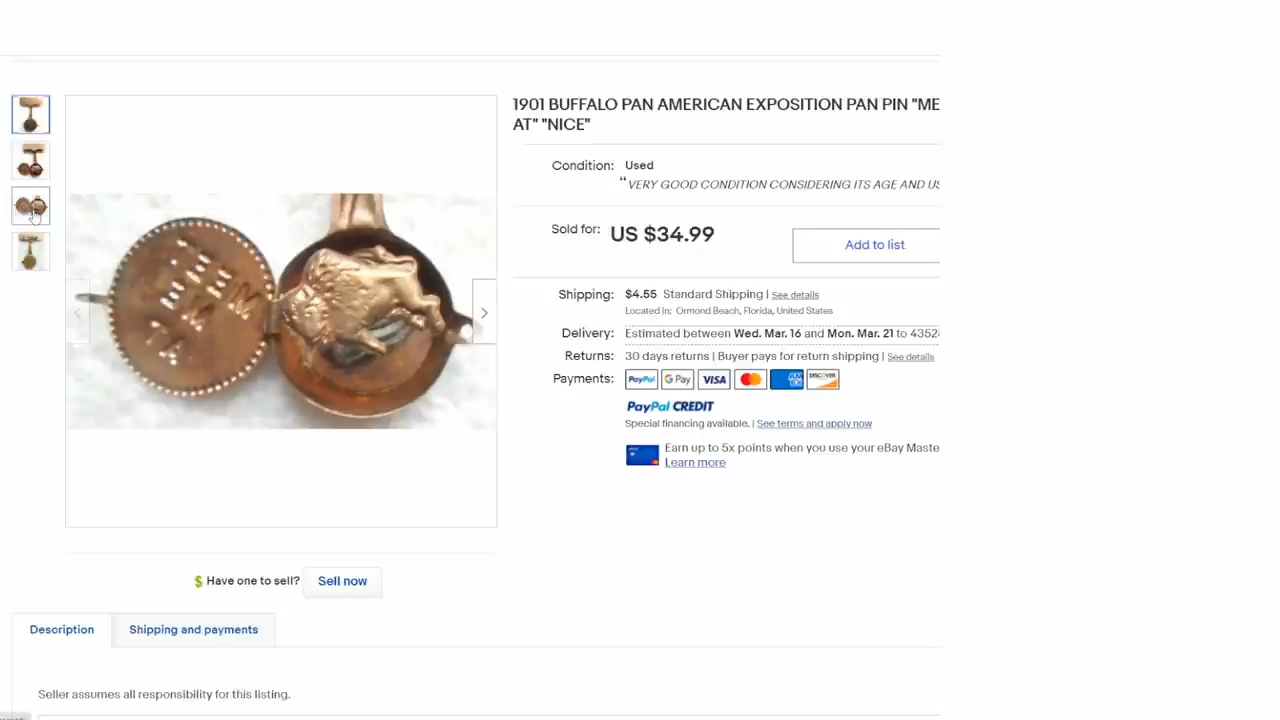 1901 BUFFALO PAN AMERICAN EXPOSITION PAN PIN "ME
AT" "NICE"
Condition: Used
"VERY GOOD CONDITION CONSIDERING ITS AGE AND US
Sold for: US $34.99
Add to list
Shipping: $4.55 Standard Shipping | See details
Located in: Ormond Beach, Florida, United States
Delivery: Estimated between Wed. Mar. 16 and Mon. Mar. 21 to 4352
Returns: 30 days returns | Buyer pays for return shipping | See details
Payments: PayPal G Pay VISA DISCOVER
PayPal CREDIT
Special financing available. | See terms and apply now
Earn up to 5x points when you use your eBay Maste
Learn more
Have one to sell? Sell now
Description Shipping and payments
Seller assumes all responsibility for this listing.